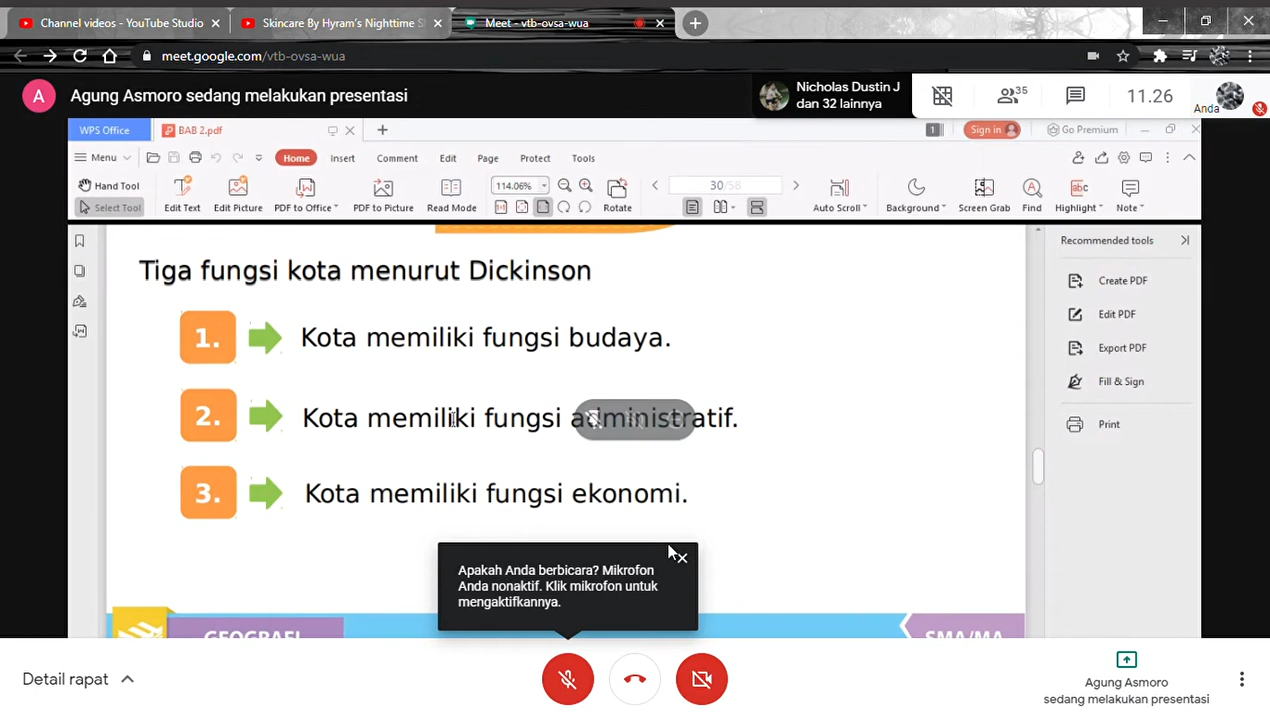 Channel videos - YouTube Studio
Skincare By Hyram's Nighttime S
Meet - vtb-ovsa-wua
meet.google.com/vtb-ovsa-wua
A
Agung Asmoro sedang melakukan presentasi
Nicholas Dustin J
dan 32 lainnya
35
11.26
Anda
WPS Office
BAB 2.pdf
1
Sign in
Go Premium
Menu
Home
Insert
Comment
Edit
Page
Protect
Tools
Hand Tool
Select Tool
Edit Text
Edit Picture
PDF to Office
PDF to Picture
Read Mode
114.06%
30/58
Rotate
Auto Scroll
Background
Screen Grab
Find
Highlight
Note
Recommended tools
Create PDF
Edit PDF
Export PDF
Fill & Sign
Print
Tiga fungsi kota menurut Dickinson
1. Kota memiliki fungsi budaya.
2. Kota memiliki fungsi administratif.
3. Kota memiliki fungsi ekonomi.
Apakah Anda berbicara? Mikrofon
Anda nonaktif. Klik mikrofon untuk
mengaktifkannya.
GEOGRAFI
SMA/MA
Detail rapat
Agung Asmoro
sedang melakukan presentasi